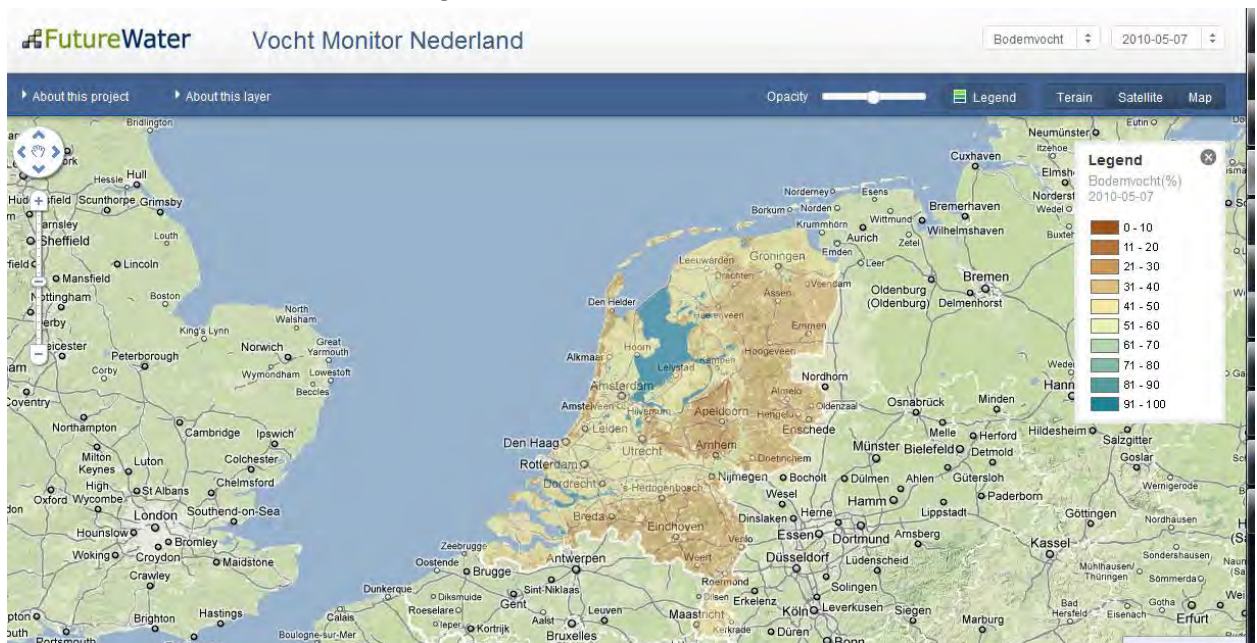 FutureWater
Vocht Monitor Nederland
Bodemvocht
2010-05-07
About this project
About this layer
Opacity
Legend
Terain
Satellite
Map
Legend
Bodemvocht(%)
2010-05-07
0 - 10
11 - 20
21 - 30
31 - 40
41 - 50
51 - 60
61 - 70
71 - 80
81 - 90
91 - 100
Bridlington
Hessle
Hull
Scunthorpe
Grimsby
Sheffield
Louth
Lincoln
Mansfield
Boston
North
Walsham
King's Lynn
Norwich
Great
Yarmouth
Peterborough
Corby
Wymondham
Lowestoft
Beccles
Coventry
Northampton
Cambridge
Ipswich
Milton
Keynes
Luton
Colchester
High
Wycombe
St Albans
Chelmsford
Oxford
London
Southend-on-Sea
Hounslow
Bromley
Woking
Croydon
Maidstone
Crawley
Brighton
Hastings
Neumünster
Eutin
Itzehoe
Cuxhaven
Norderney
Esens
Borkum
Norden
Wittmund
Bremerhaven
Wedel
Krummhörn
Aurich
Wilhelmshaven
Emden
Zetel
Leer
Leeuwarden
Groningen
Drachten
Assen
Veendam
Oldenburg
(Oldenburg)
Bremen
Delmenhorst
Den Helder
Heerenveen
Emmen
Alkmaar
Hoorn
Kampen
Hoogeveen
Lelystad
Nordhorn
Amsterdam
Almelo
Amstelveen
Hilversum
Apeldoorn
Hengelo
Oldenzaal
Enschede
Osnabrück
Minden
Leiden
Den Haag
Utrecht
Arnhem
Melle
Herford
Hildesheim
Salzgitter
Münster
Bielefeld
Detmold
Goslar
Rotterdam
Doetinchem
Dordrecht
's-Hertogenbosch
Nijmegen
Bocholt
Dülmen
Ahlen
Gütersloh
Wernigerode
Wesel
Hamm
Paderborn
Breda
Eindhoven
Dinslaken
Herne
Lippstadt
Göttingen
Nordhausen
Venlo
Essen
Dortmund
Arnsberg
Kassel
Zeebrugge
Oostende
Brugge
Antwerpen
Weert
Düsseldorf
Lüdenscheid
Sondershausen
Mühlhausen/
Thüringen
Sömmerda
Dunkerque
Diksmuide
Sint-Niklaas
Roermond
Solingen
Calais
Roeselare
Gent
Erkelenz
Ieper
Kortrijk
Aalst
Leuven
Maastricht
Köln
Leverkusen
Siegen
Bad
Hersfeld
Eisenach
Gotha
Erfurt
Boulogne-sur-Mer
Bruxelles
Kerkrade
Düren
Marburg